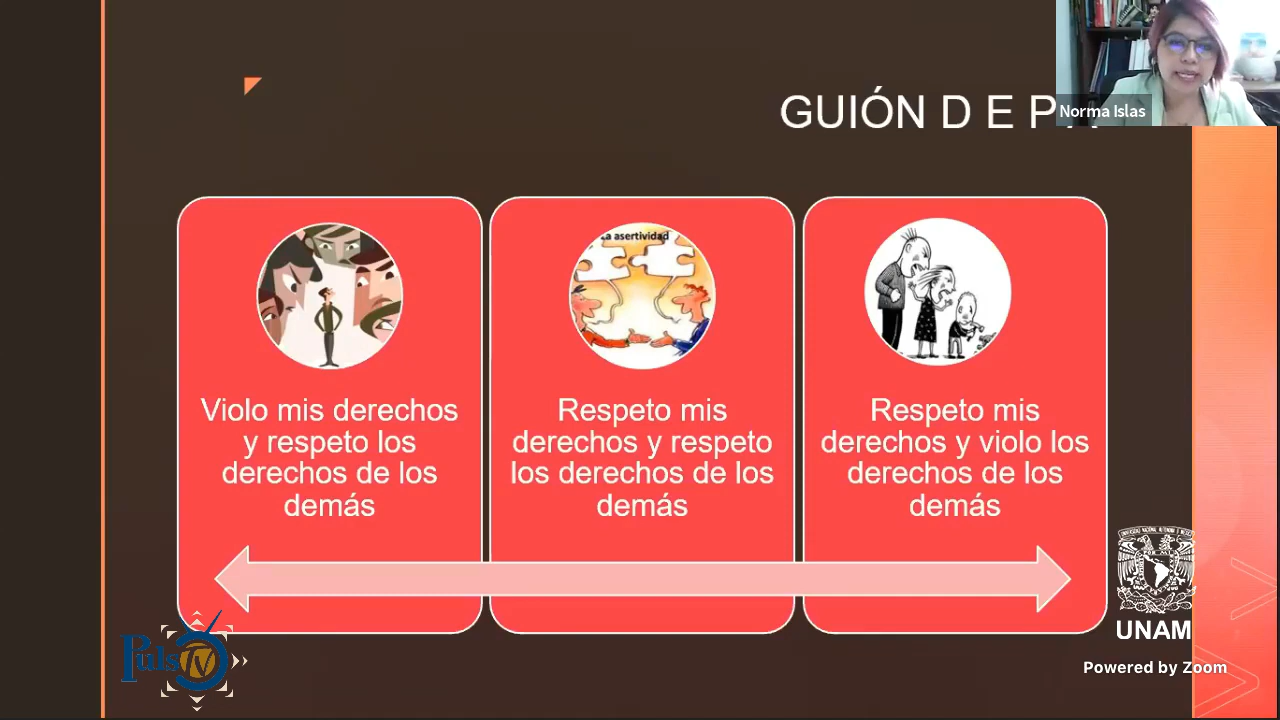 GUIÓN D E P
Norma Islas
La asertividad
Violo mis derechos
y respeto los
derechos de los
demás
Respeto mis
derechos y respeto
los derechos de los
demás
Respeto mis
derechos y violo los
derechos de los
demás
PulsoTV
UNAM
Powered by Zoom